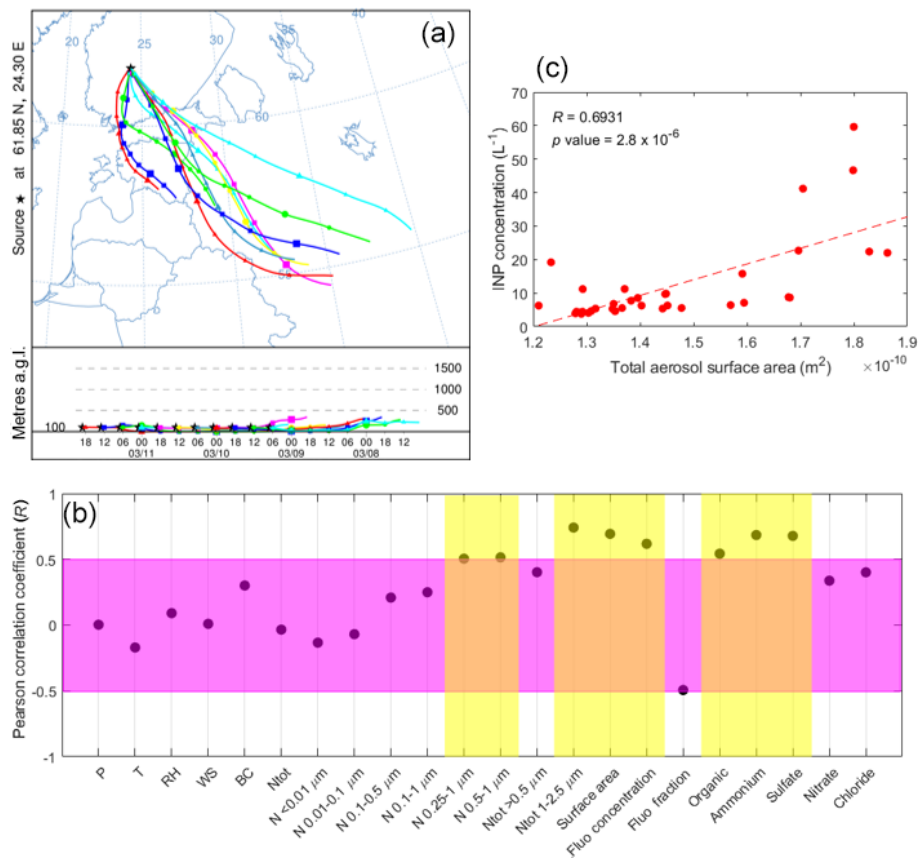 (a)
20
25
30
35
40
60
50
Source ★ at 61.85 N, 24.30 E
Metres a.g.l.
1500
1000
500
100
18 12 06 00 18 12 06 00 18 12 06 00 18 12 06 00 18 12
03/11 03/10 03/09 03/08
(c)
R = 0.6931
p value = 2.8 x 10⁻⁶
INP concentration (L⁻¹)
70
60
50
40
30
20
10
0
1.2 1.3 1.4 1.5 1.6 1.7 1.8 1.9
Total aerosol surface area (m²) ×10⁻¹⁰
(b)
Pearson correlation coefficient (R)
1
0.5
0
-0.5
-1
P
T
RH
WS
BC
Ntot
N <0.01 μm
N 0.01-0.1 μm
N 0.1-0.5 μm
N 0.1-1 μm
N 0.25-1 μm
N 0.5-1 μm
Ntot >0.5 μm
Ntot 1-2.5 μm
Surface area
Fluo concentration
Fluo fraction
Organic
Ammonium
Sulfate
Nitrate
Chloride